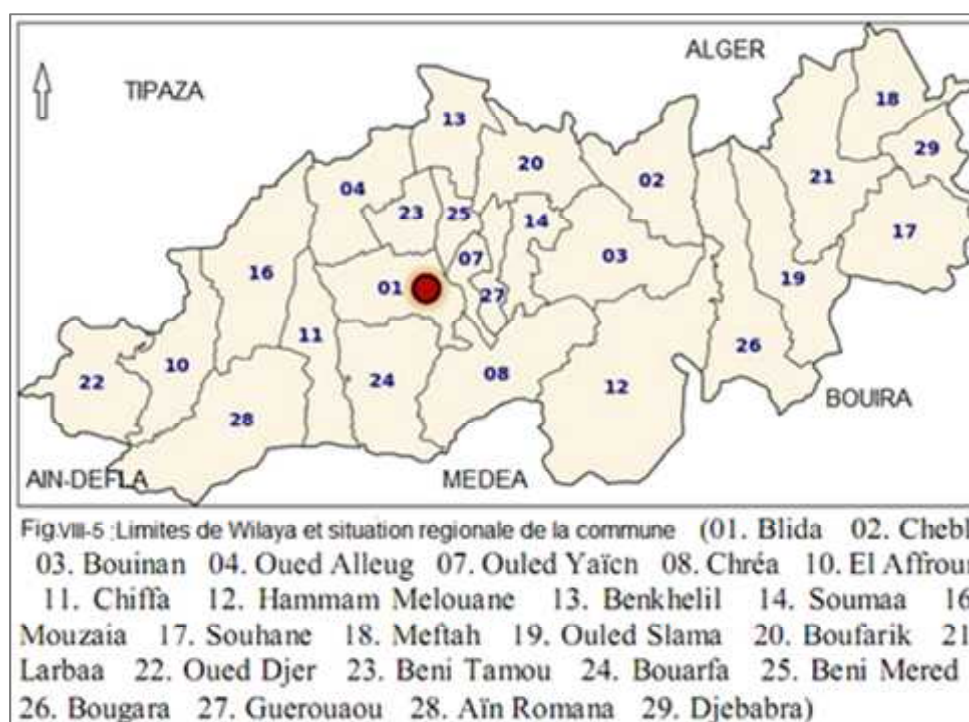 ALGER
TIPAZA
18
13
29
20
02
21
04
23
25
14
17
07
03
16
19
01
27
11
26
10
08
22
24
12
28
BOUIRA
AIN-DEFLA
MEDEA
Fig.VIII-5 :Limites de Wilaya et situation regionale de la commune (01. Blida 02. Chebl
03. Bouinan 04. Oued Alleug 07. Ouled Yaïcn 08. Chréa 10. El Affroun
11. Chiffa 12. Hammam Melouane 13. Benkhelil 14. Soumaa 16
Mouzaia 17. Souhane 18. Meftah 19. Ouled Slama 20. Boufarik 21
Larbaa 22. Oued Djer 23. Beni Tamou 24. Bouarfa 25. Beni Mered
26. Bougara 27. Guerouaou 28. Aïn Romana 29. Djebabra)